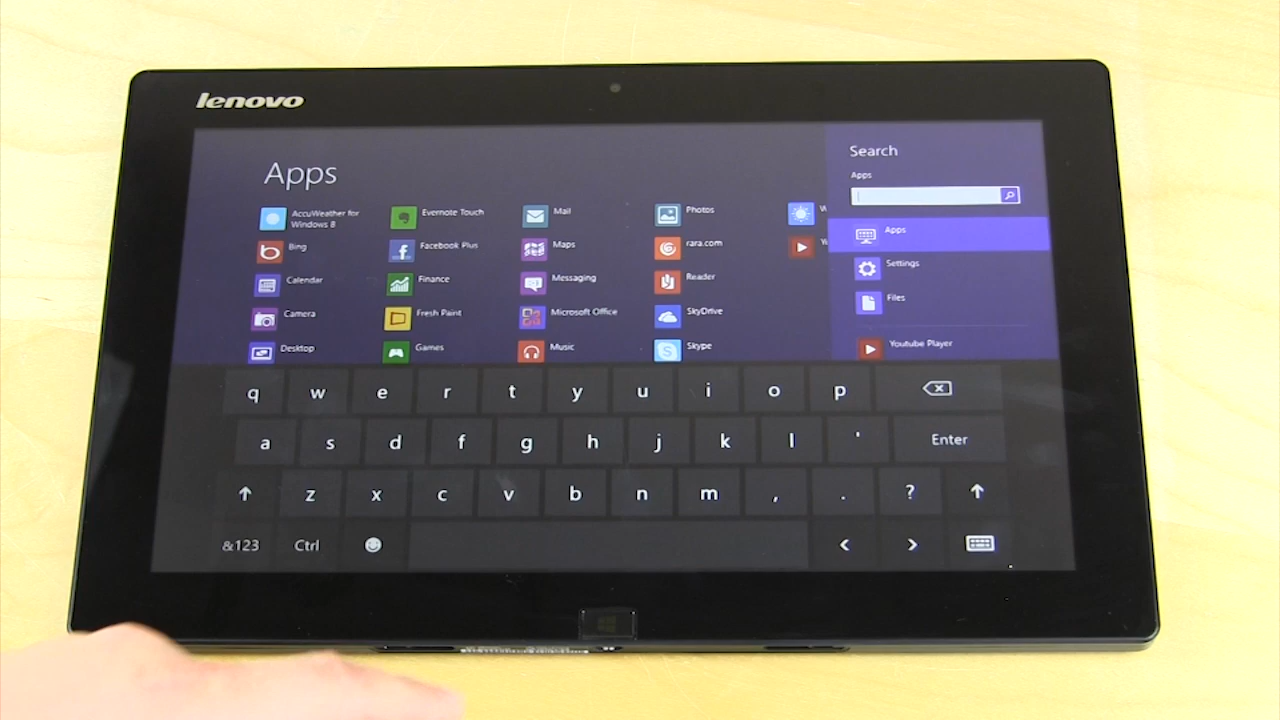 lenovo
Apps
AccuWeather for
Windows 8
Bing
Calendar
Camera
Desktop
Evernote Touch
Facebook Plus
Finance
Fresh Paint
Games
Mail
Maps
Messaging
Microsoft Office
Music
Photos
rara.com
Reader
SkyDrive
Skype
Search
Apps
Apps
Settings
Files
Youtube Player
q w e r t y u i o p
a s d f g h j k l ' Enter
z x c v b n m , . ?
&123 Ctrl < >